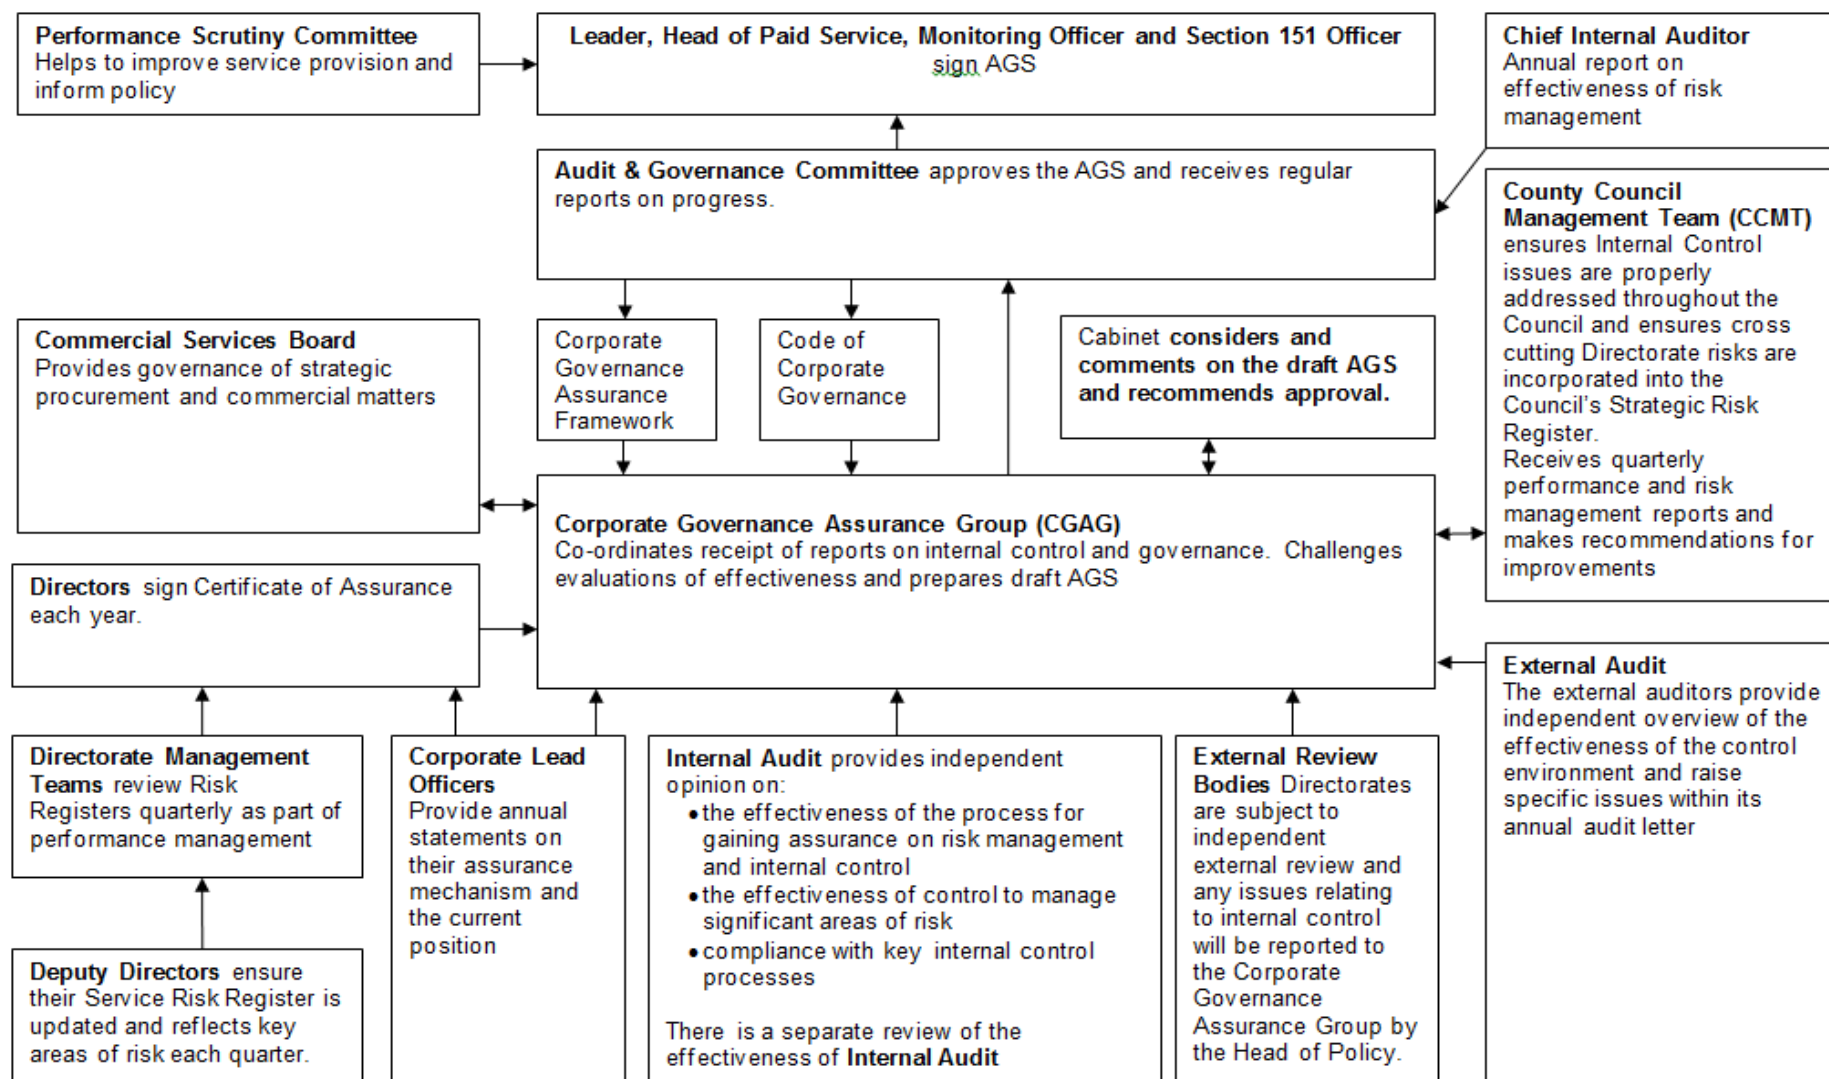 Performance Scrutiny Committee
Helps to improve service provision and
inform policy
Leader, Head of Paid Service, Monitoring Officer and Section 151 Officer
sign AGS
Chief Internal Auditor
Annual report on
effectiveness of risk
management
Audit & Governance Committee approves the AGS and receives regular
reports on progress.
County Council
Management Team (CCMT)
ensures Internal Control
issues are properly
addressed throughout the
Council and ensures cross
cutting Directorate risks are
incorporated into the
Council's Strategic Risk
Register.
Receives quarterly
performance and risk
management reports and
makes recommendations for
improvements
Commercial Services Board
Provides governance of strategic
procurement and commercial matters
Corporate
Governance
Assurance
Framework
Code of
Corporate
Governance
Cabinet considers and
comments on the draft AGS
and recommends approval.
Corporate Governance Assurance Group (CGAG)
Co-ordinates receipt of reports on internal control and governance. Challenges
evaluations of effectiveness and prepares draft AGS
Directors sign Certificate of Assurance
each year.
External Audit
The external auditors provide
independent overview of the
effectiveness of the control
environment and raise
specific issues within its
annual audit letter
Directorate Management
Teams review Risk
Registers quarterly as part of
performance management
Corporate Lead
Officers
Provide annual
statements on
their assurance
mechanism and
the current
position
Internal Audit provides independent
opinion on:
• the effectiveness of the process for
gaining assurance on risk management
and internal control
• the effectiveness of control to manage
significant areas of risk
• compliance with key internal control
processes
There is a separate review of the
effectiveness of Internal Audit
External Review
Bodies Directorates
are subject to
independent
external review and
any issues relating
to internal control
will be reported to
the Corporate
Governance
Assurance Group by
the Head of Policy.
Deputy Directors ensure
their Service Risk Register is
updated and reflects key
areas of risk each quarter.